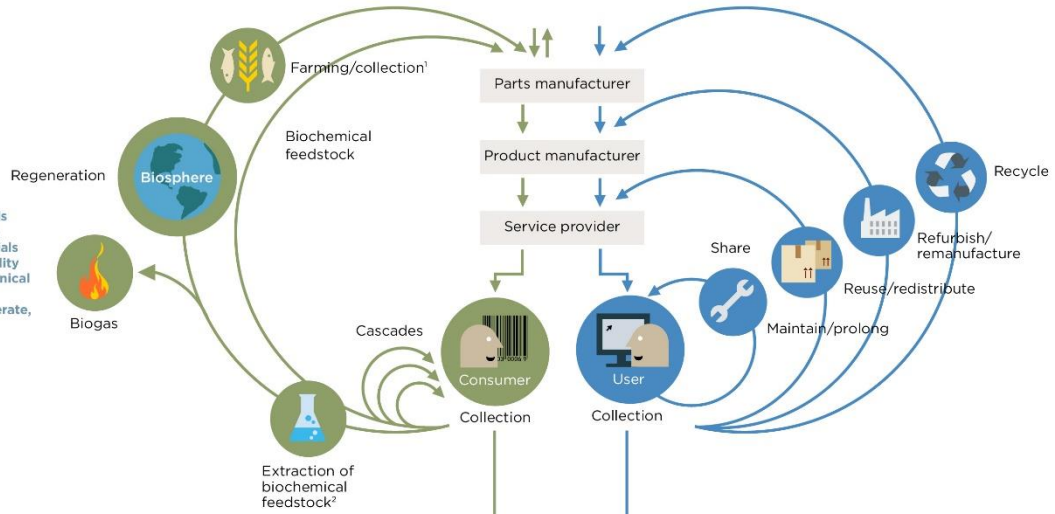 Farming/collection¹
Parts manufacturer
Biochemical
feedstock
Product manufacturer
Regeneration
Biosphere
Recycle
Service provider
Share
Refurbish/
remanufacture
Reuse/redistribute
Biogas
Cascades
Maintain/prolong
Consumer
User
Collection
Collection
Extraction of
biochemical
feedstock²